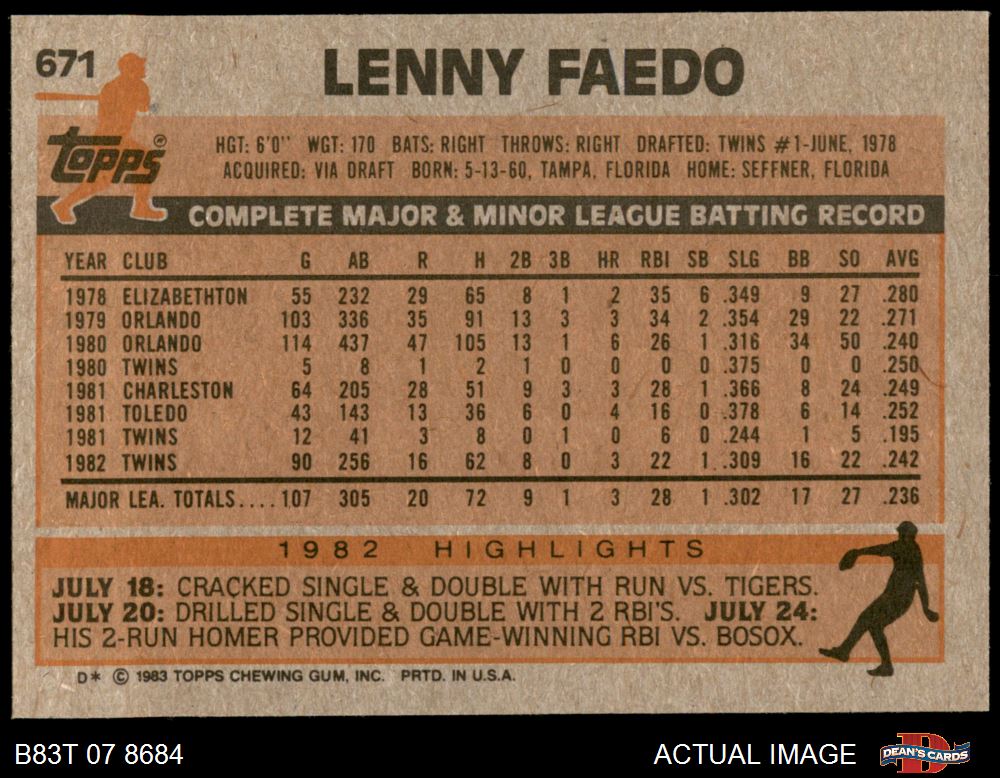 671
LENNY FAEDO
Topps®
HGT: 6'0" WGT: 170 BATS: RIGHT THROWS: RIGHT DRAFTED: TWINS #1-JUNE, 1978
ACQUIRED: VIA DRAFT BORN: 5-13-60, TAMPA, FLORIDA HOME: SEFFNER, FLORIDA
COMPLETE MAJOR & MINOR LEAGUE BATTING RECORD
YEAR CLUB G AB R H 2B 3B HR RBI SB SLG BB SO AVG
1978 ELIZABETHTON 55 232 29 65 8 1 2 35 6 .349 9 27 .280
1979 ORLANDO 103 336 35 91 13 3 3 34 2 .354 29 22 .271
1980 ORLANDO 114 437 47 105 13 1 6 26 1 .316 34 50 .240
1980 TWINS 5 8 1 2 1 0 0 0 0 .375 0 0 .250
1981 CHARLESTON 64 205 28 51 9 3 3 28 1 .366 8 24 .249
1981 TOLEDO 43 143 13 36 6 0 4 16 0 .378 6 14 .252
1981 TWINS 12 41 3 8 0 1 0 6 0 .244 1 5 .195
1982 TWINS 90 256 16 62 8 0 3 22 1 .309 16 22 .242
MAJOR LEA. TOTALS.... 107 305 20 72 9 1 3 28 1 .302 17 27 .236
1982 HIGHLIGHTS
JULY 18: CRACKED SINGLE & DOUBLE WITH RUN VS. TIGERS.
JULY 20: DRILLED SINGLE & DOUBLE WITH 2 RBI'S. JULY 24:
HIS 2-RUN HOMER PROVIDED GAME-WINNING RBI VS. BOSOX.
D* © 1983 TOPPS CHEWING GUM, INC. PRTD. IN U.S.A.
B83T 07 8684
ACTUAL IMAGE
D
DEAN'S CARDS